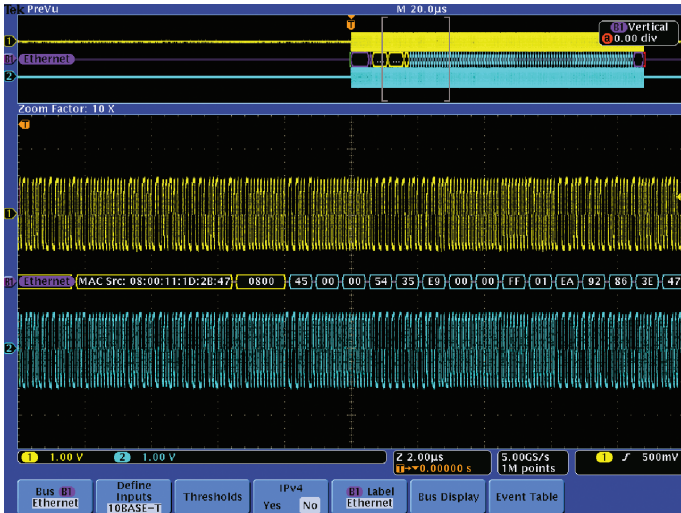 Tek PreVu M 20.0µs
B1 Vertical
B 0.00 div
T
1
B1 Ethernet ... ...
2
Zoom Factor: 10 X
T
1
B1 Ethernet MAC Src: 08:00:11:1D:2B:47 0800 45 00 00 54 35 E9 00 00 FF 01 EA 92 86 3E 47
2
1 1.00 V 2 1.00 V Z 2.00µs 5.00GS/s 1 500mV
T→▼0.00000 s 1M points
Bus B1 Ethernet
Define Inputs 10BASE-T
Thresholds
IPv4 Yes No
B1 Label Ethernet
Bus Display
Event Table